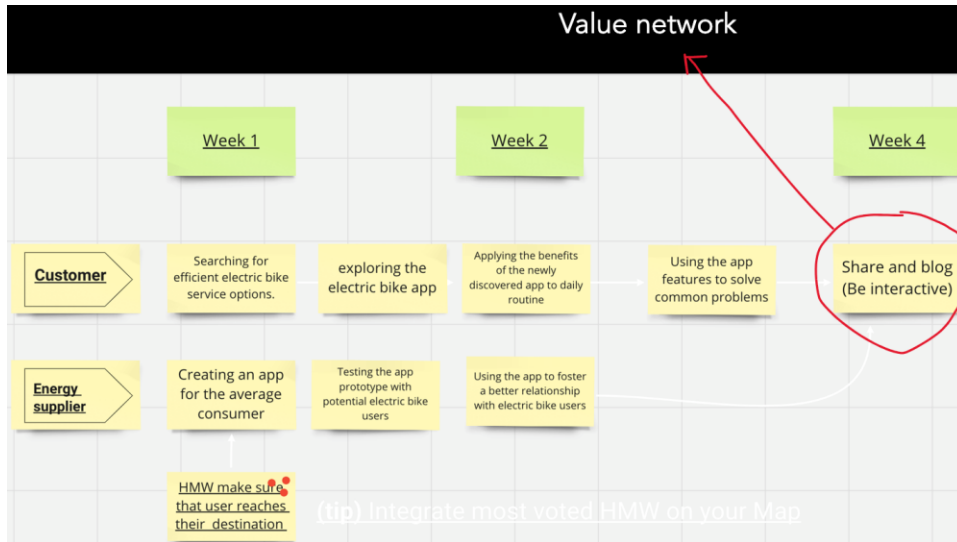 Value network
Week 1
Week 2
Week 4
Customer
Searching for
efficient electric bike
service options.
exploring the
electric bike app
Applying the benefits
of the newly
discovered app to daily
routine
Using the app
features to solve
common problems
Share and blog
(Be interactive)
Energy
supplier
Creating an app
for the average
consumer
Testing the app
prototype with
potential electric bike
users
Using the app to foster
a better relationship
with electric bike users
HMW make sure
that user reaches
their destination
(tip) Integrate most voted HMW on your Map